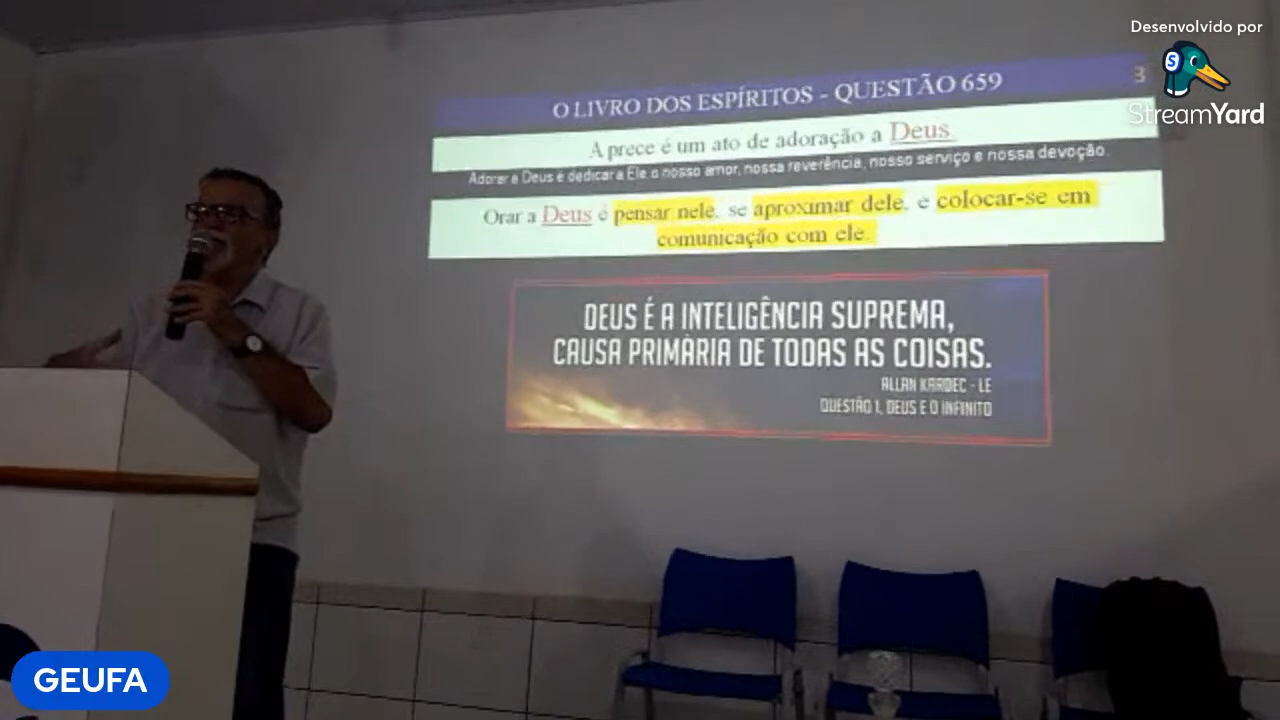 Desenvolvido por
StreamYard
O LIVRO DOS ESPÍRITOS - QUESTÃO 659
3
A prece é um ato de adoração a Deus.
Adorar a Deus é dedicar a Ele o nosso amor, nossa reverência, nosso serviço e nossa devoção.
Orar a Deus é pensar nele, se aproximar dele, e colocar-se em
comunicação com ele.
DEUS É A INTELIGÊNCIA SUPREMA,
CAUSA PRIMÁRIA DE TODAS AS COISAS.
ALLAN KARDEC - LE
QUESTÃO 1, DEUS E O INFINITO
GEUFA